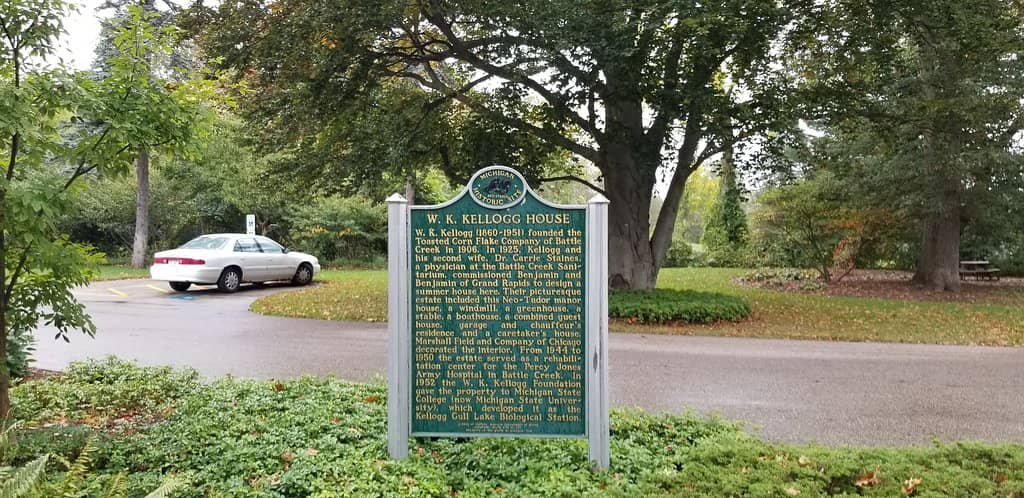 MICHIGAN
HISTORIC SITE
W. K. KELLOGG HOUSE
W. K. Kellogg (1860-1951) founded the
Toasted Corn Flake Company of Battle
Creek in 1906. In 1925, Kellogg and
his second wife, Dr. Carrie Staines,
a physician at the Battle Creek Sani-
tarium, commissioned Benjamin and
Benjamin of Grand Rapids to design a
summer house here. Their picturesque
estate included this Neo-Tudor manor
house, a windmill, a greenhouse, a
stable, a boathouse, a combined guest
house, garage and chauffeur's
residence and a caretaker's house.
Marshall Field and Company of Chicago
decorated the interior. From 1944 to
1950 the estate served as a rehabili-
tation center for the Percy Jones
Army Hospital in Battle Creek. In
1952 the W. K. Kellogg Foundation
gave the property to Michigan State
College (now Michigan State Univer-
sity), which developed it as the
Kellogg Gull Lake Biological Station.